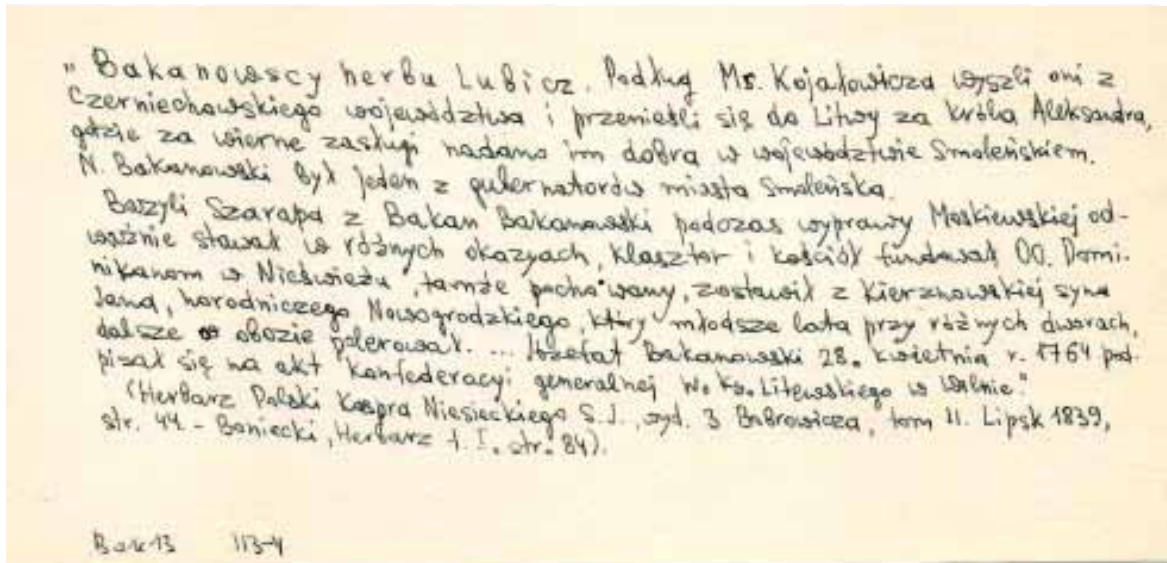 "Bakanowscy herbu Lubicz. Podług Ms. Kojałowicza wyszli oni z
Czerniechowskiego województwa i przenieśli się do Litwy za króla Aleksandra,
gdzie za wierne zasługi nadano im dobra w województwie Smoleńskiem.
N. Bakanowski był jeden z gubernatorów miasta Smoleńska.
Bazyli Szarapa z Bakan Bakanowski podczas wyprawy Moskiewskiej od-
ważnie stawał w różnych okazyach, klasztor i kościół fundował OO. Domi-
nikanom w Nieświeżu, tamże pochowany, zostawił z Kierznowskiej syna
Jana, horodniczego Nowogrodzkiego, który młodsze lata przy różnych dworach,
dalsze w obozie polerował. ... Józefat Bakanowski 28. kwietnia r. 1764 pod-
pisał się na akt konfederacyi generalnej W. Ks. Litewskiego w Wilnie."
(Herbarz Polski Kaspra Niesieckiego S.J., wyd. 3 Bobrowicza, tom II. Lipsk 1839,
str. 44. - Boniecki, Herbarz t. I. str. 84).
Bak 13 113-4